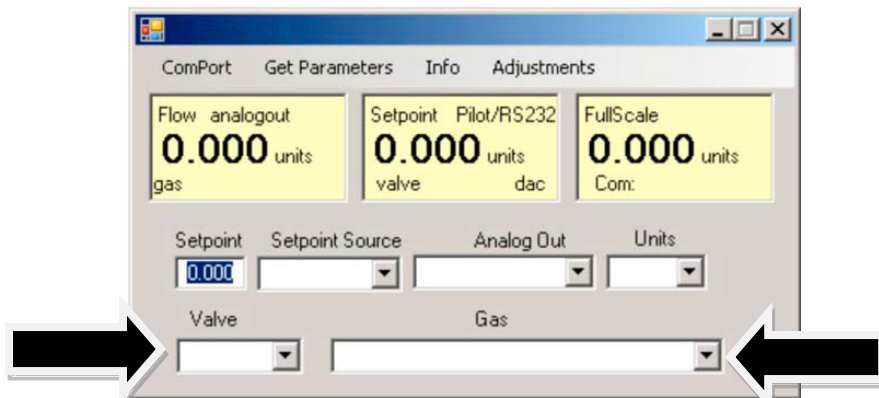 ComPort Get Parameters Info Adjustments
Flow analogout
0.000 units
gas
Setpoint Pilot/RS232
0.000 units
valve dac
FullScale
0.000 units
Com:
Setpoint Setpoint Source Analog Out Units
0.000
Valve Gas